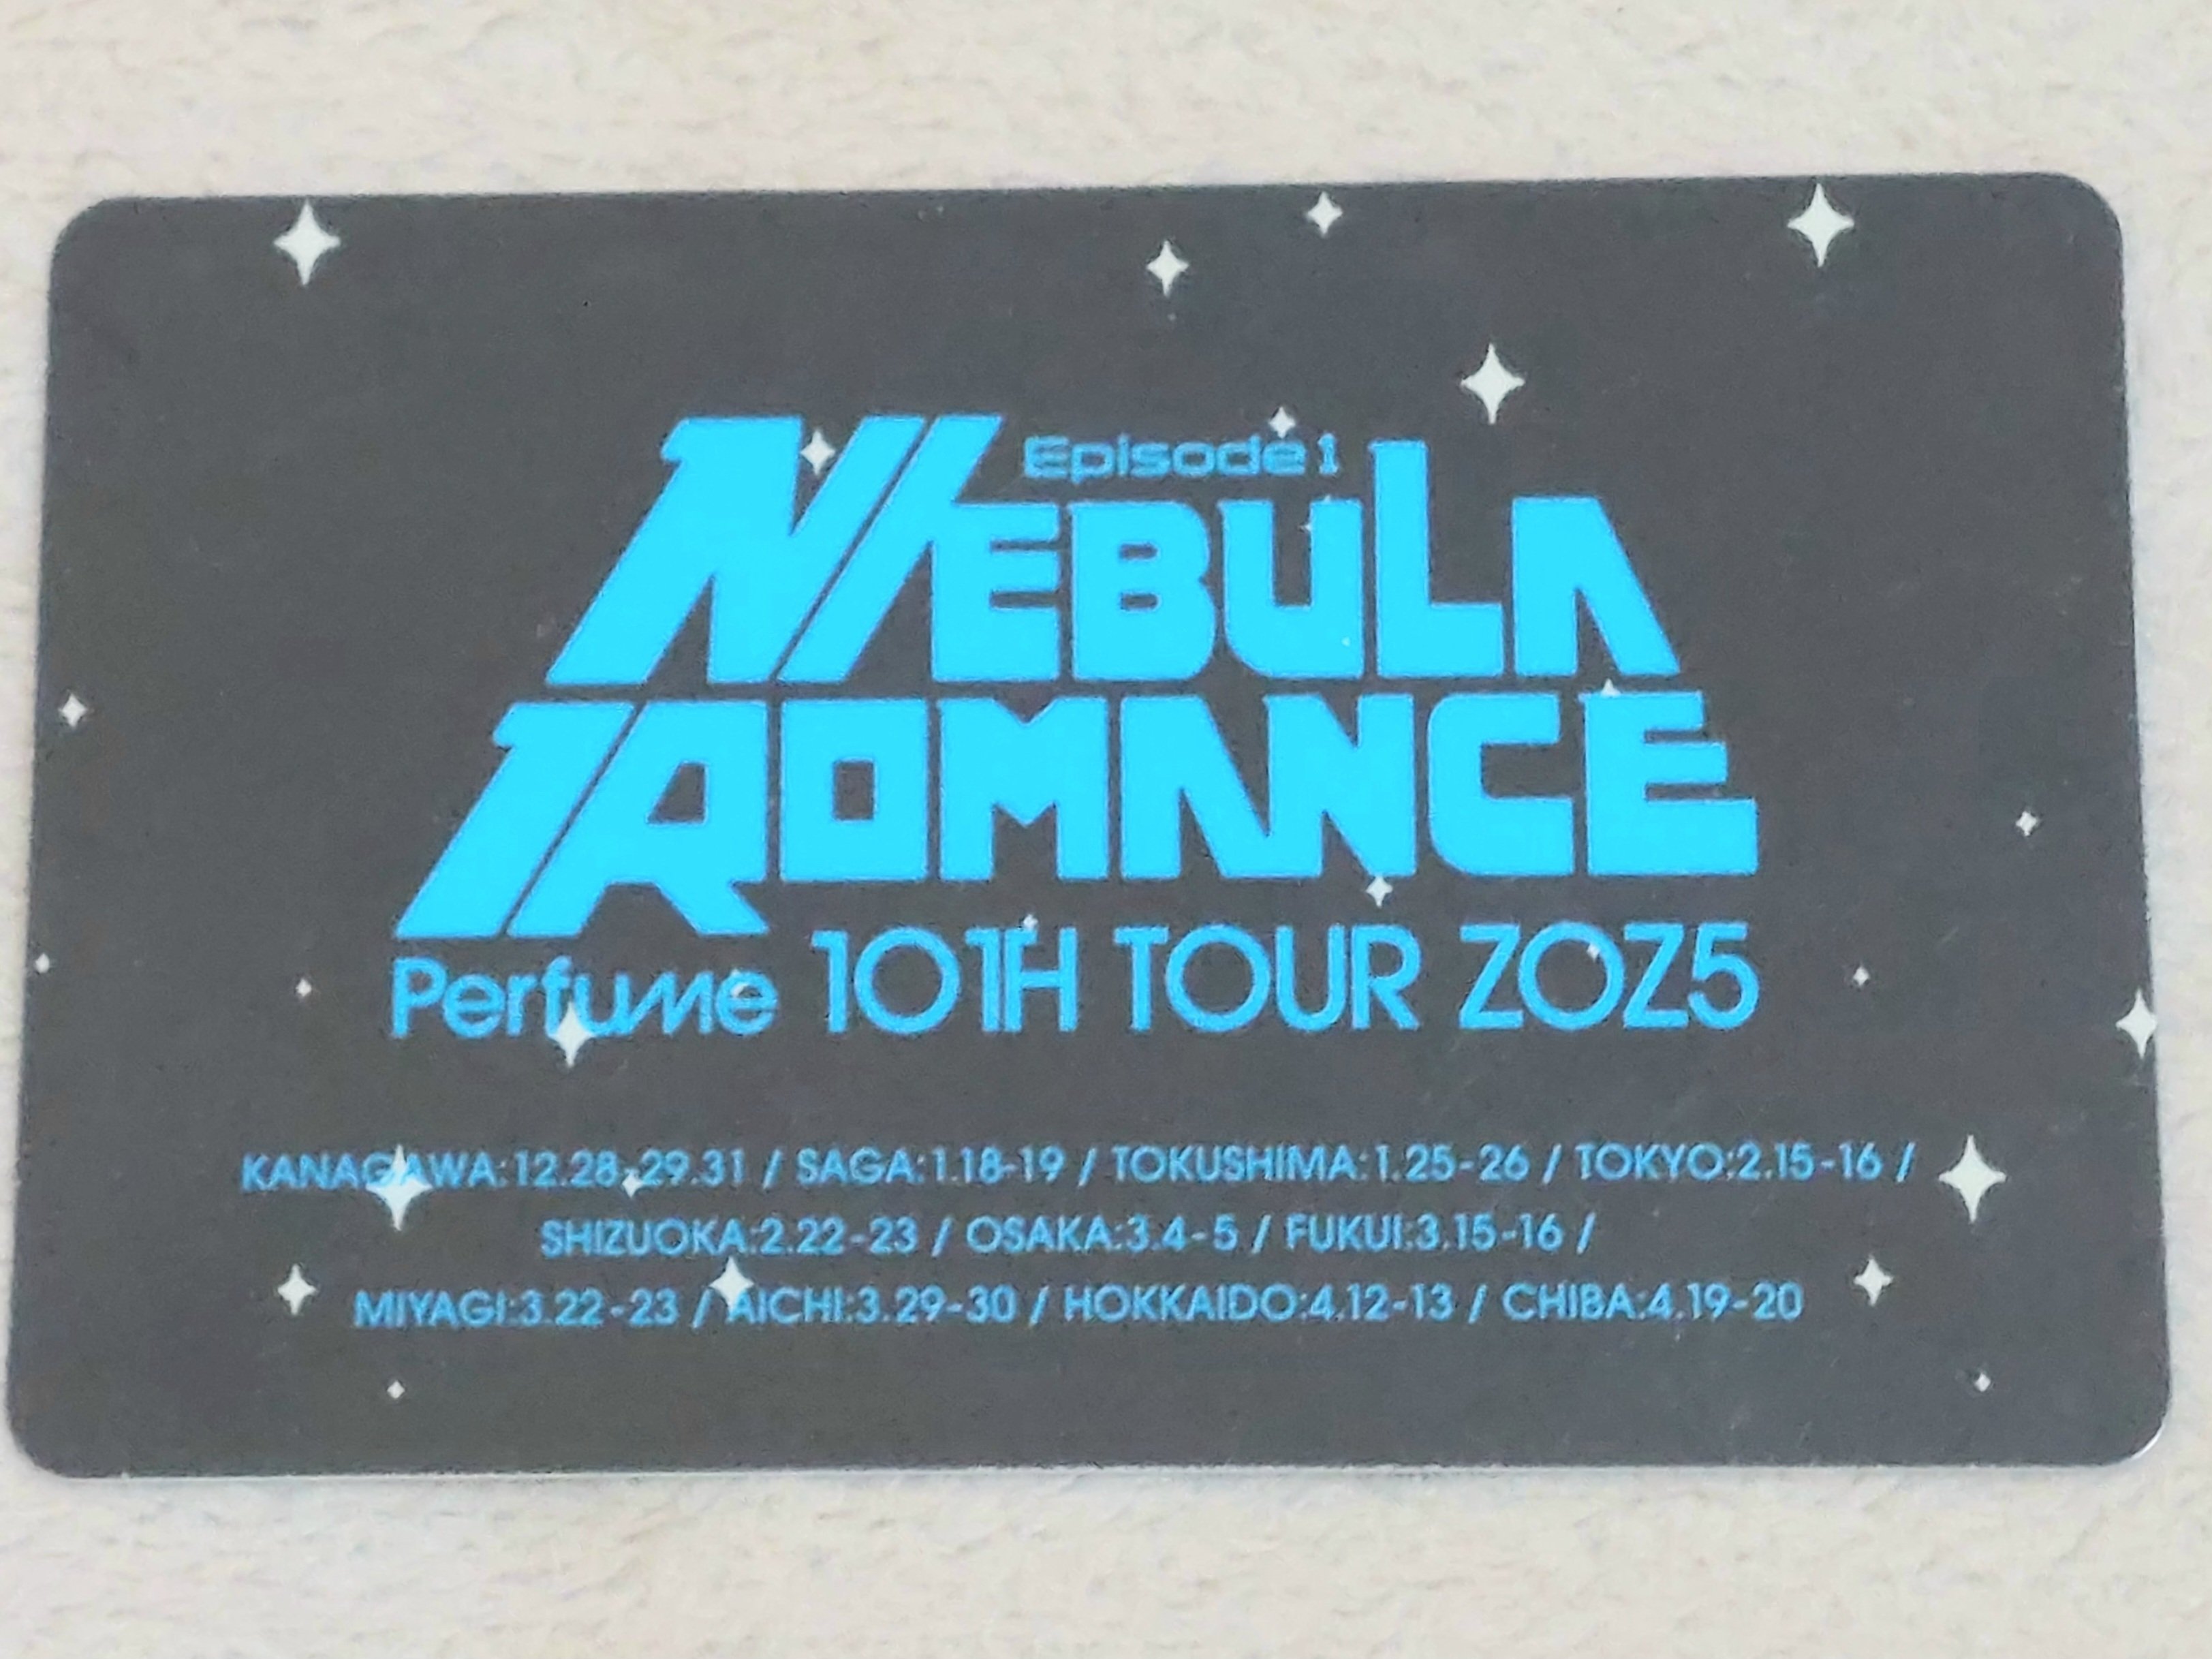 Episode 1
NEBULA
ROMANCE
Perfume 10TH TOUR ZOZ5
KANAGAWA:12.28-29.31 / SAGA:1.18-19 / TOKUSHIMA:1.25-26 / TOKYO:2.15-16 /
SHIZUOKA:2.22-23 / OSAKA:3.4-5 / FUKUI:3.15-16 /
MIYAGI:3.22-23 / AICHI:3.29-30 / HOKKAIDO:4.12-13 / CHIBA:4.19-20